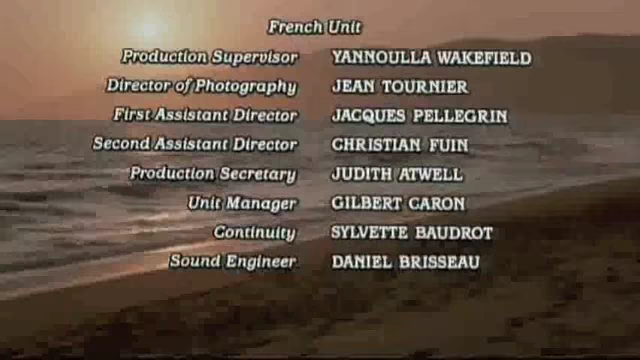 French Unit
Production Supervisor YANNOULLA WAKEFIELD
Director of Photography JEAN TOURNIER
First Assistant Director JACQUES PELLEGRIN
Second Assistant Director CHRISTIAN FUIN
Production Secretary JUDITH ATWELL
Unit Manager GILBERT CARON
Continuity SYLVETTE BAUDROT
Sound Engineer DANIEL BRISSEAU